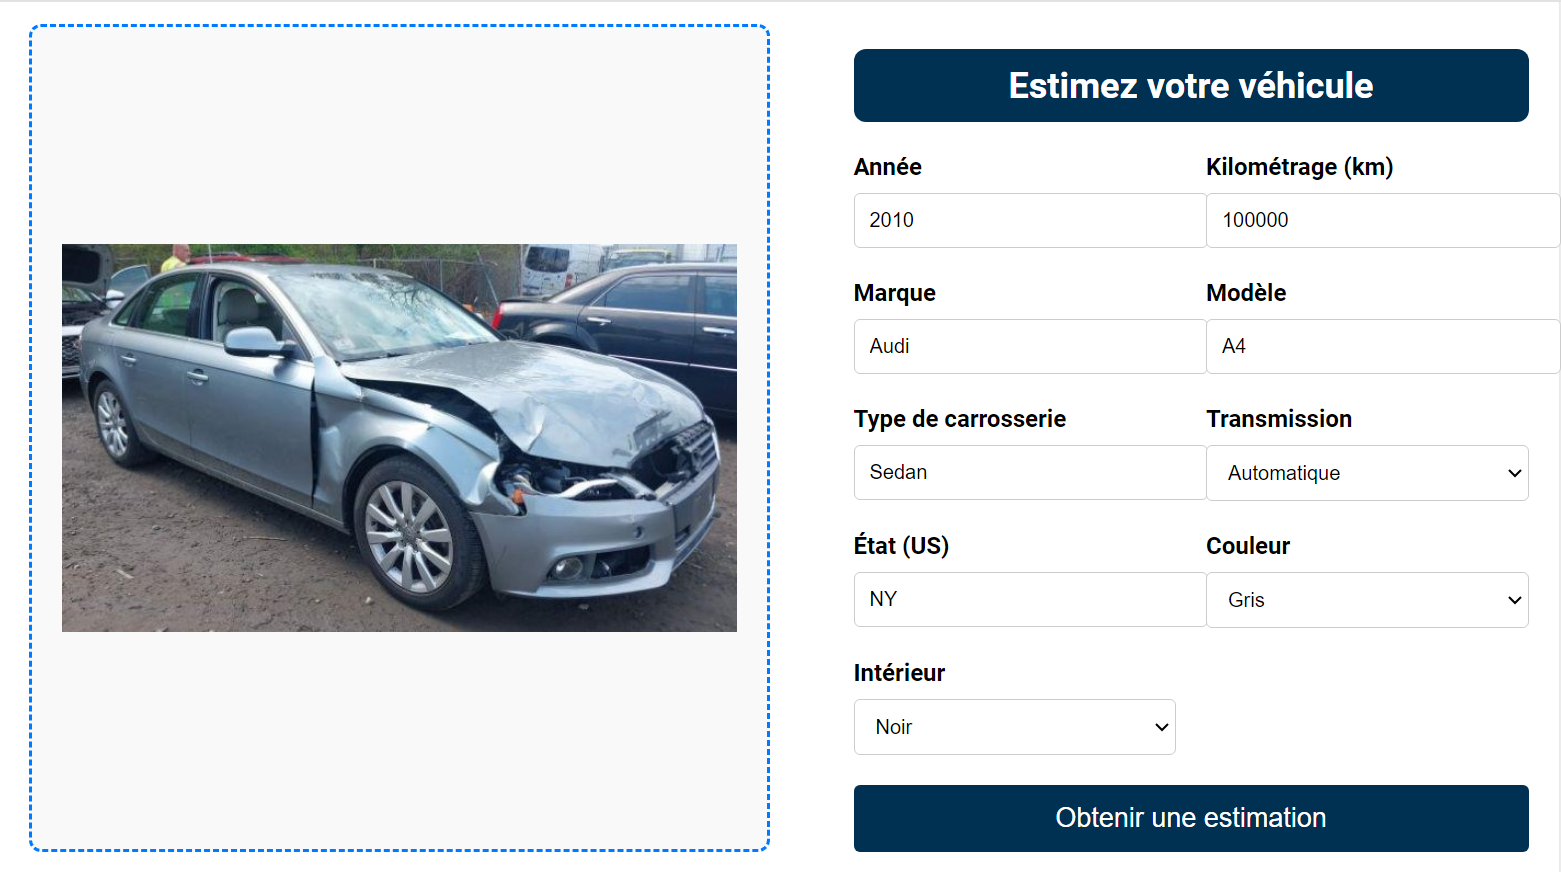 Estimez votre véhicule
Année
Kilométrage (km)
2010
100000
Marque
Modèle
Audi
A4
Type de carrosserie
Transmission
Sedan
Automatique
État (US)
Couleur
NY
Gris
Intérieur
Noir
Obtenir une estimation